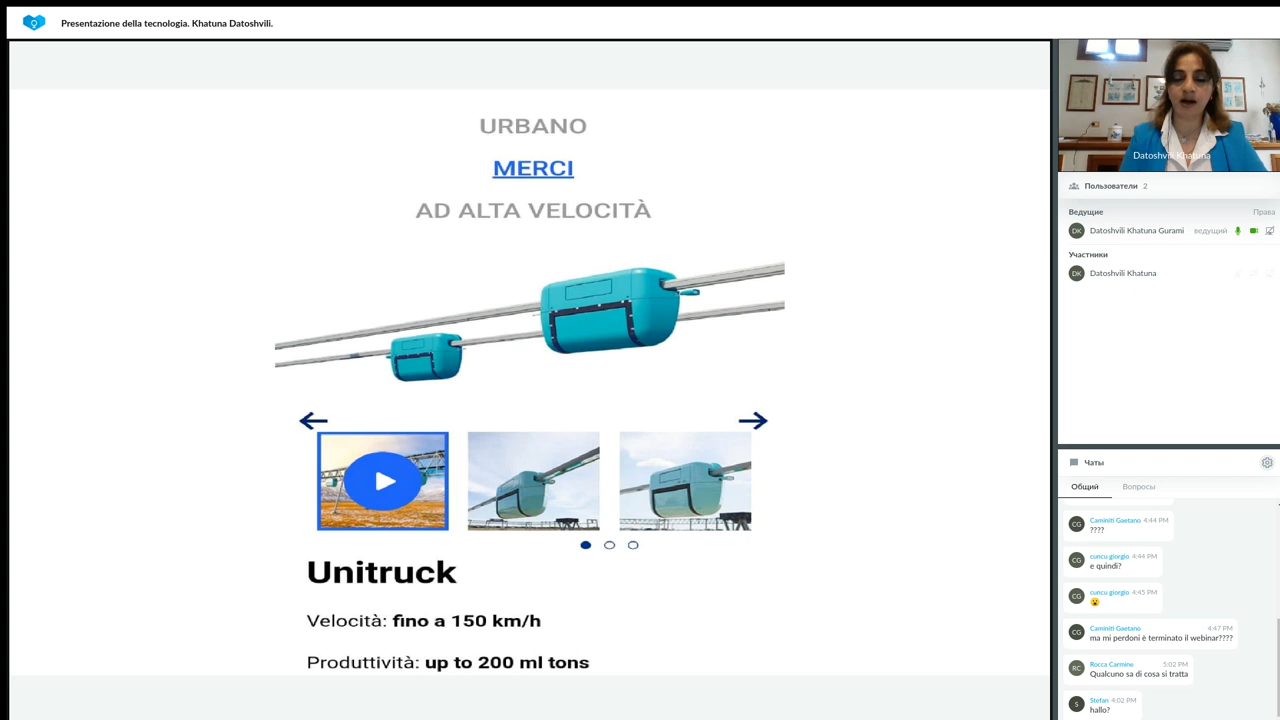 Presentazione della tecnologia. Khatuna Datoshvili.
URBANO
MERCI
AD ALTA VELOCITÀ
Unitruck
Velocità: fino a 150 km/h
Produttività: up to 200 ml tons
Datoshvili Khatuna
Пользователи 2
Ведущие Права
DK Datoshvili Khatuna Gurami ведущий
Участники
DK Datoshvili Khatuna
Чаты
Общий Вопросы
CG Caminiti Gaetano 4:44 PM
????
CG cuncu giorgio 4:44 PM
e quindi?
CG cuncu giorgio 4:45 PM
😮
CG Caminiti Gaetano 4:47 PM
ma mi perdoni è terminato il webinar????
RC Rocca Carmine 5:02 PM
Qualcuno sa di cosa si tratta
S Stefan 4:02 PM
hallo?